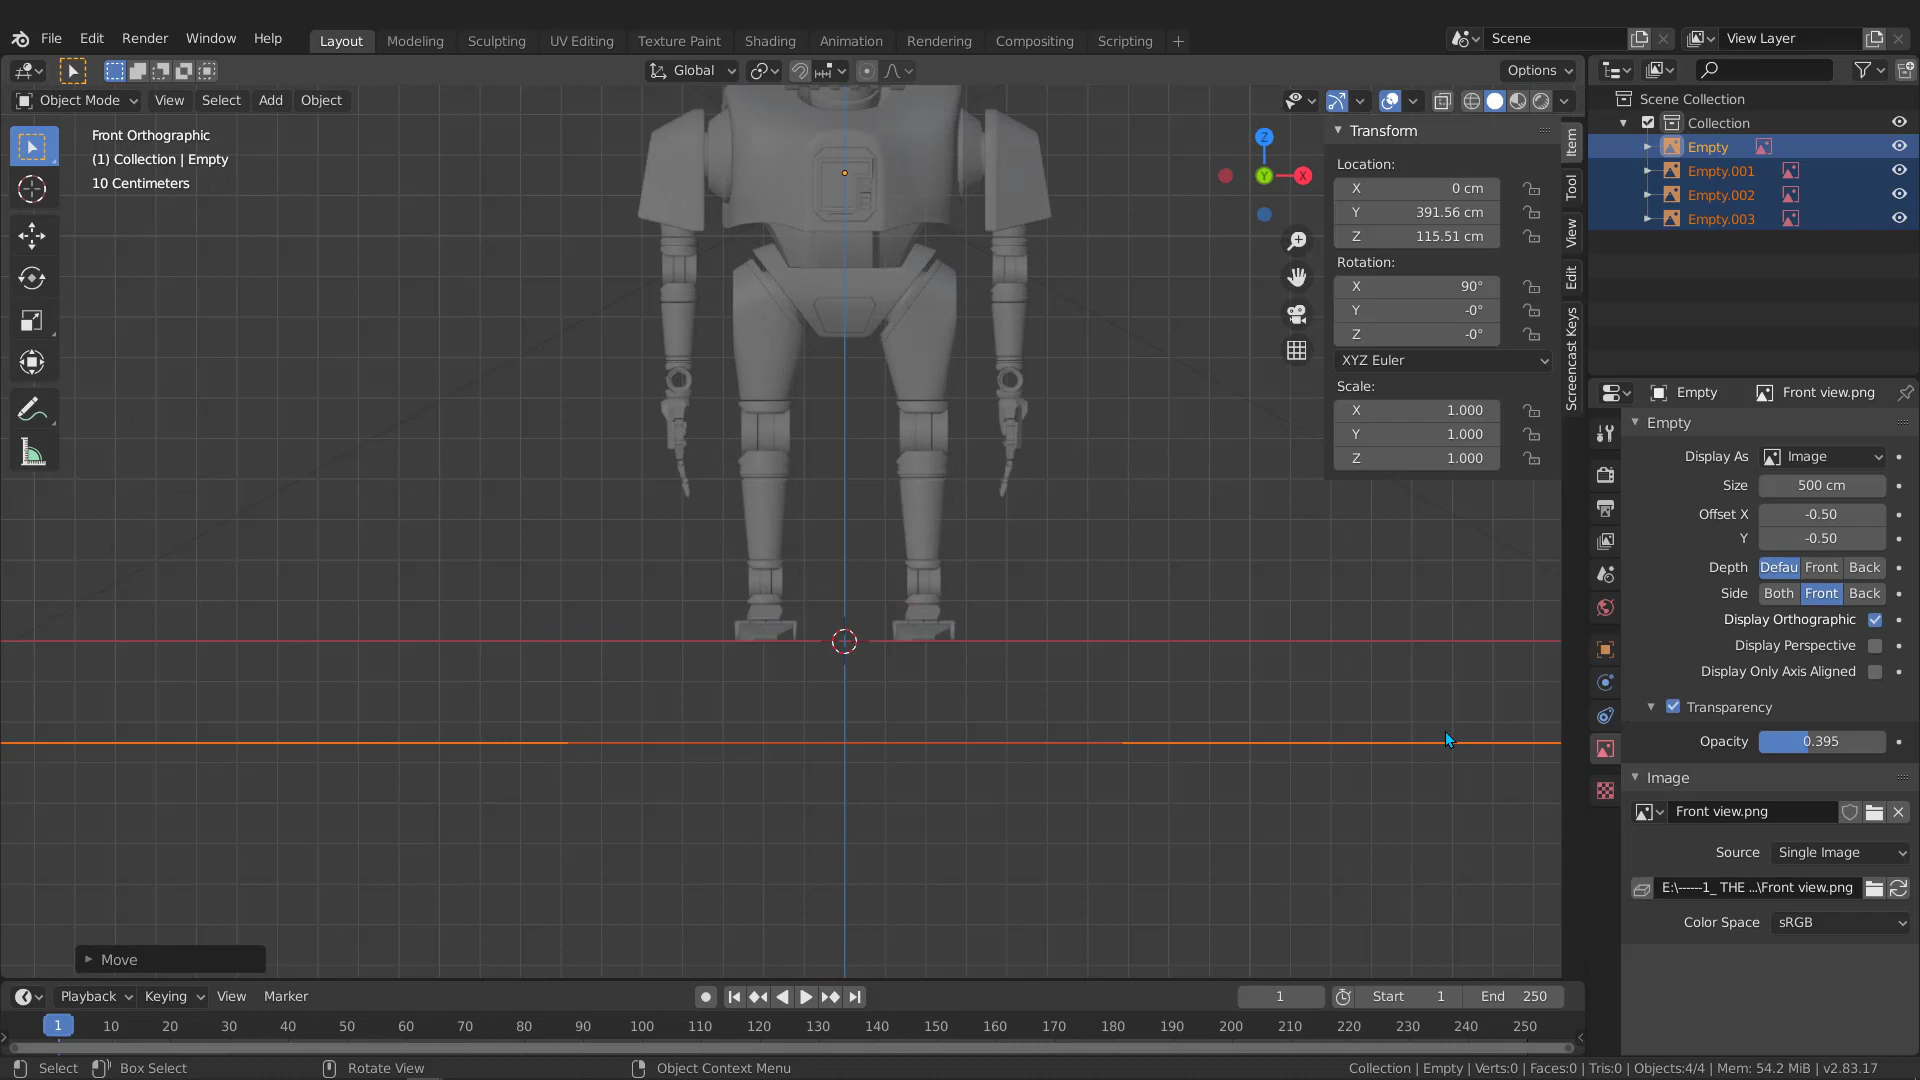 File Edit Render Window Help Layout Modeling Sculpting UV Editing Texture Paint Shading Animation Rendering Compositing Scripting + Scene View Layer
Global Options
Object Mode View Select Add Object
Front Orthographic
(1) Collection | Empty
10 Centimeters
Z
Y
X
Transform
Location:
X 0 cm
Y 391.56 cm
Z 115.51 cm
Rotation:
X 90°
Y -0°
Z -0°
XYZ Euler
Scale:
X 1.000
Y 1.000
Z 1.000
Item
Tool
View
Edit
Screencast Keys
Scene Collection
Collection
Empty
Empty.001
Empty.002
Empty.003
Empty Front view.png
Empty
Display As Image
Size 500 cm
Offset X -0.50
Y -0.50
Depth Defau Front Back
Side Both Front Back
Display Orthographic
Display Perspective
Display Only Axis Aligned
Transparency
Opacity 0.395
Image
Front view.png
Source Single Image
E:\------1_ THE ...\Front view.png
Color Space sRGB
Move
Playback Keying View Marker 1 Start 1 End 250
1 10 20 30 40 50 60 70 80 90 100 110 120 130 140 150 160 170 180 190 200 210 220 230 240 250
Select Box Select Rotate View Object Context Menu Collection | Empty | Verts:0 | Faces:0 | Tris:0 | Objects:4/4 | Mem: 54.2 MiB | v2.83.17